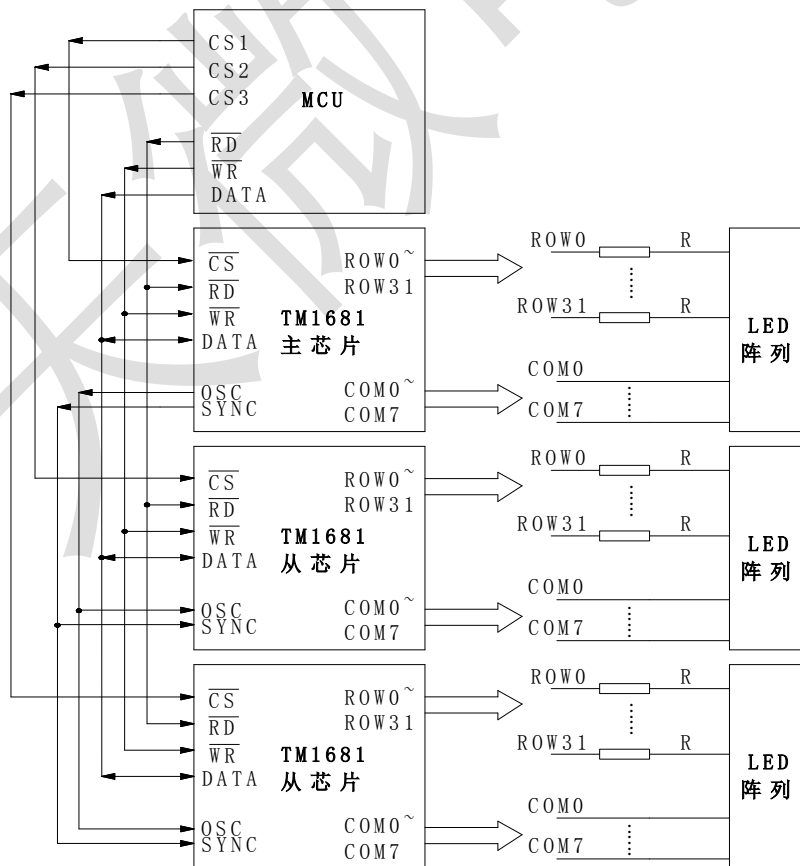 天微
CS1
CS2
CS3
MCU
RD
WR
DATA
CS
RD
WR
DATA
OSC
SYNC
TM1681
主芯片
ROW0~
ROW31
COM0~
COM7
ROW0 R
ROW31 R
COM0
COM7
LED
阵列
CS
RD
WR
DATA
OSC
SYNC
TM1681
从芯片
ROW0~
ROW31
COM0~
COM7
ROW0 R
ROW31 R
COM0
COM7
LED
阵列
CS
RD
WR
DATA
OSC
SYNC
TM1681
从芯片
ROW0~
ROW31
COM0~
COM7
ROW0 R
ROW31 R
COM0
COM7
LED
阵列